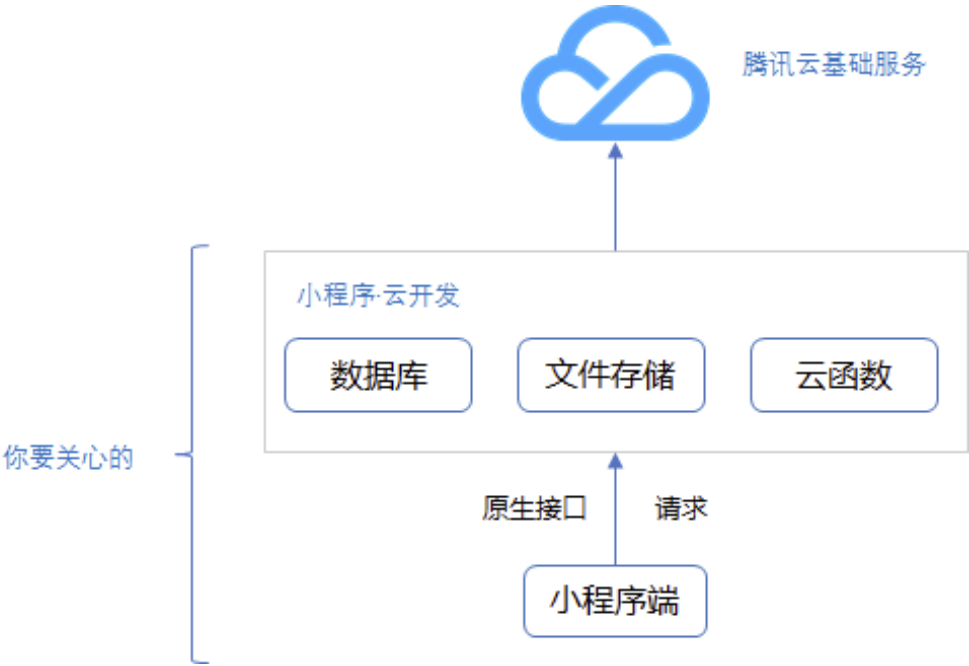 腾讯云基础服务
小程序·云开发
数据库
文件存储
云函数
你要关心的
原生接口
请求
小程序端